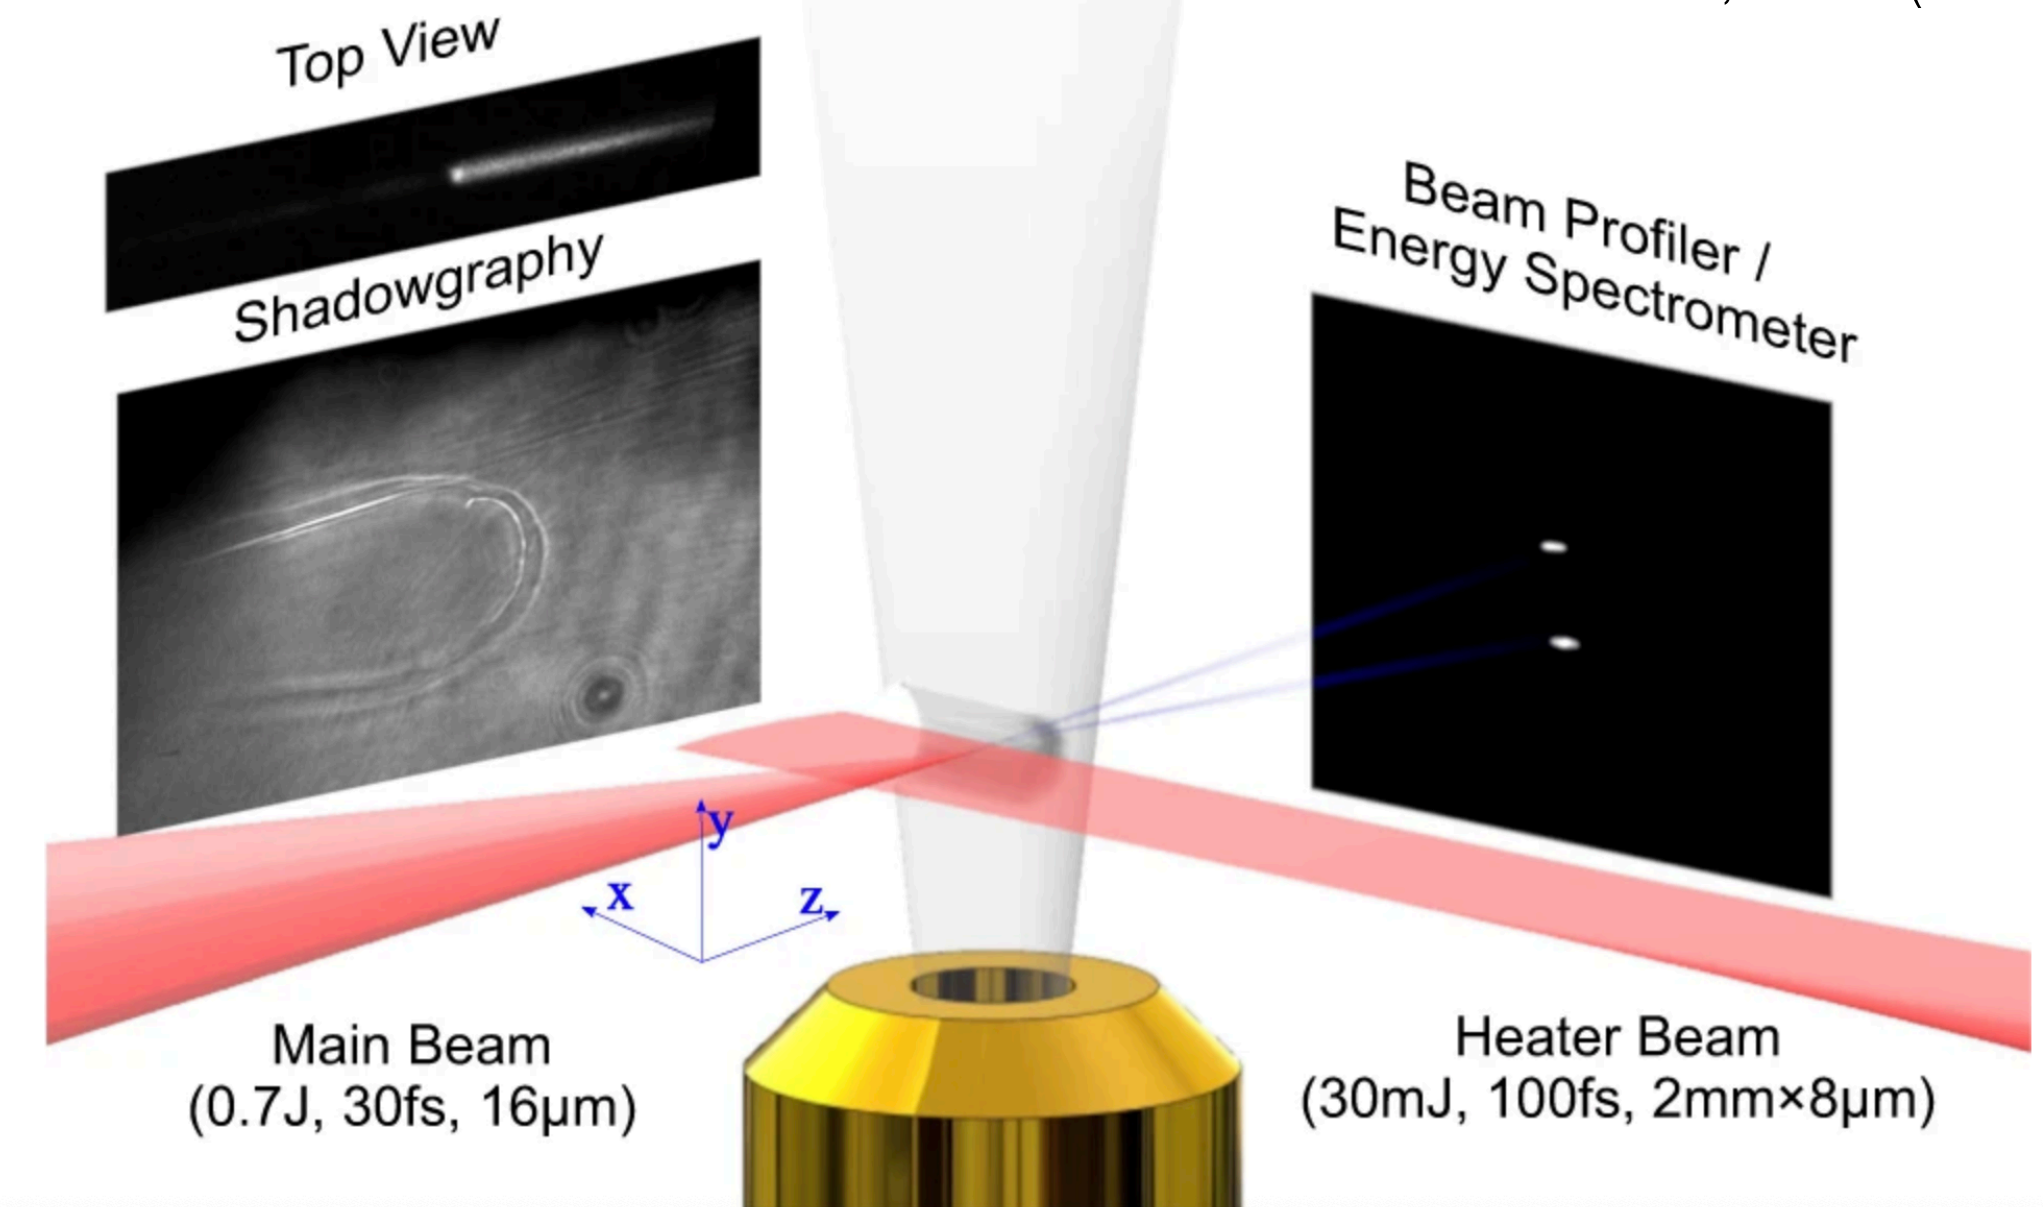 Top View
Shadowgraphy
Beam Profiler /
Energy Spectrometer
y
x
z
Main Beam
(0.7J, 30fs, 16µm)
Heater Beam
(30mJ, 100fs, 2mm×8µm)